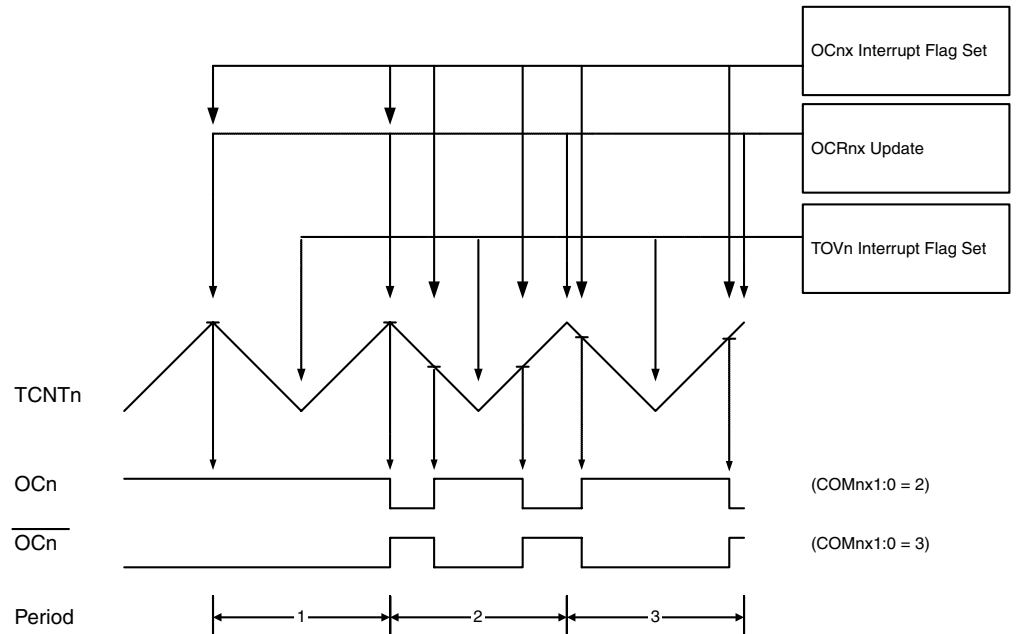 OCnx Interrupt Flag Set
OCRnx Update
TOVn Interrupt Flag Set
TCNTn
OCn
(COMnx1:0 = 2)
OCn
(COMnx1:0 = 3)
Period
1
2
3